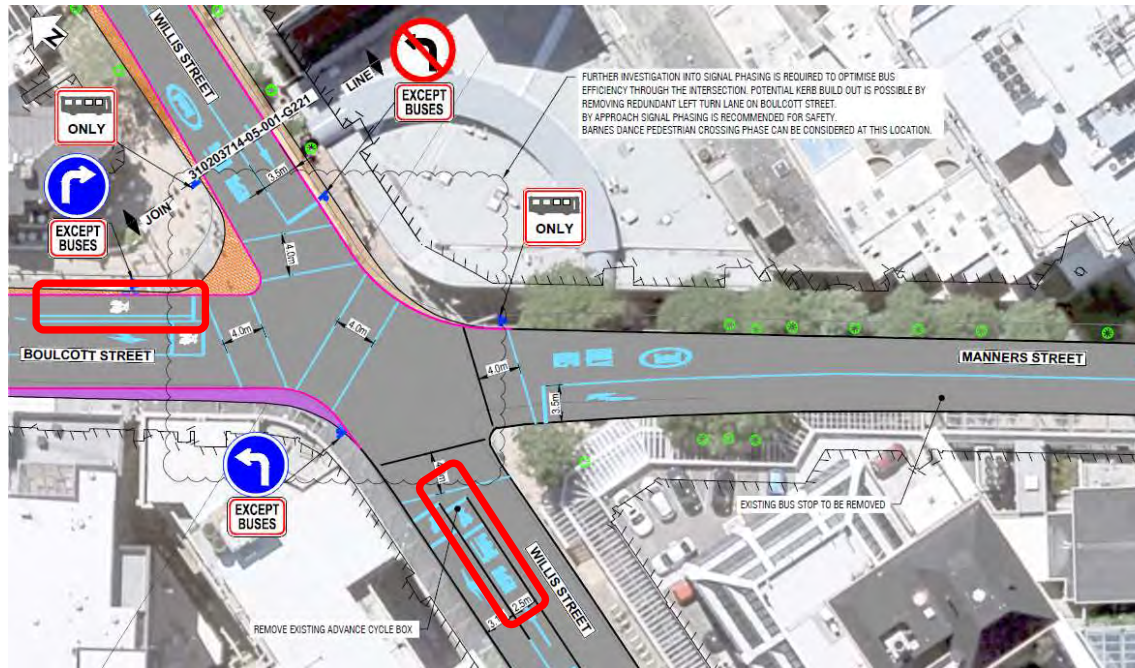 N
WILLIS STREET
ONLY
EXCEPT
BUSES
JOIN
310203714-05-001-G221
LINE
EXCEPT
BUSES
FURTHER INVESTIGATION INTO SIGNAL PHASING IS REQUIRED TO OPTIMISE BUS
EFFICIENCY THROUGH THE INTERSECTION. POTENTIAL KERB BUILD OUT IS POSSIBLE BY
REMOVING REDUNDANT LEFT TURN LANE ON BOULCOTT STREET.
BY APPROACH SIGNAL PHASING IS RECOMMENDED FOR SAFETY.
BARNES DANCE PEDESTRIAN CROSSING PHASE CAN BE CONSIDERED AT THIS LOCATION.
ONLY
3.5m
4.0m
4.0m
4.0m
4.0m
3.5m
BOULCOTT STREET
MANNERS STREET
EXCEPT
BUSES
EXISTING BUS STOP TO BE REMOVED
REMOVE EXISTING ADVANCE CYCLE BOX
2.5m
WILLIS STREET